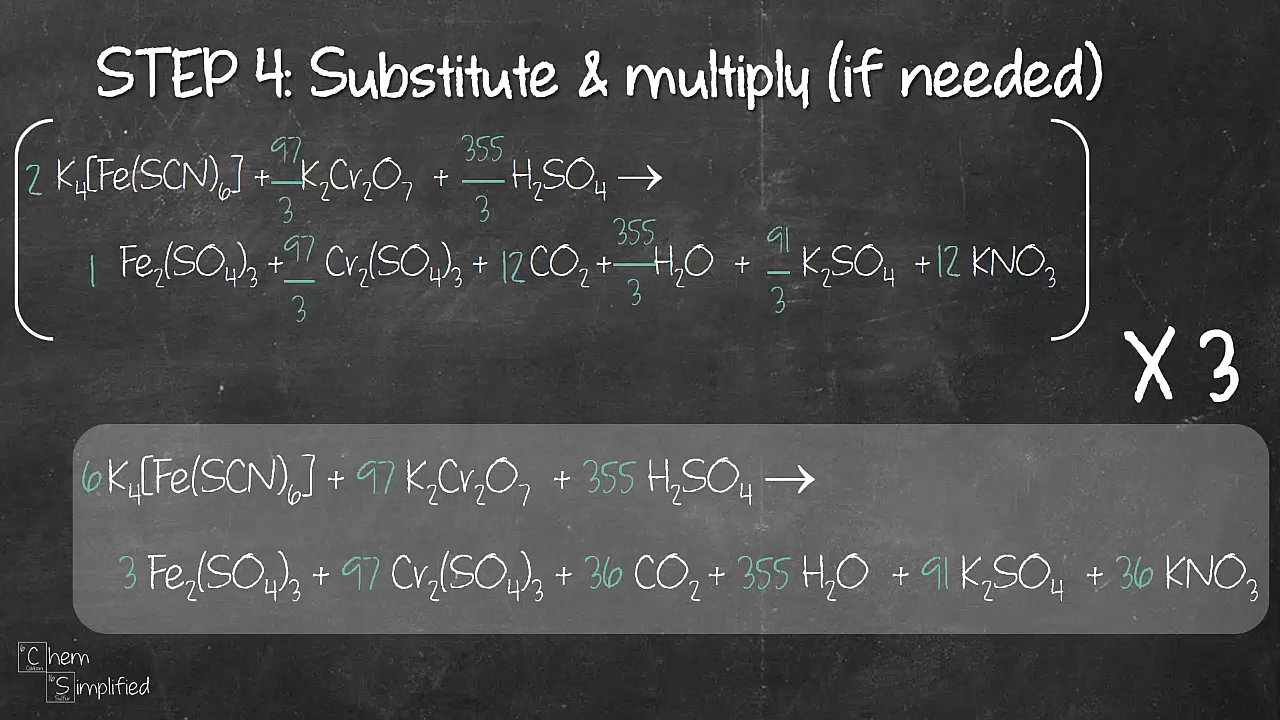 STEP 4: Substitute & multiply (if needed)
2 K₄[Fe(SCN)₆] + 97/3 K₂Cr₂O₇ + 355/3 H₂SO₄ →
1 Fe₂(SO₄)₃ + 97/3 Cr₂(SO₄)₃ + 12 CO₂ + 355/3 H₂O + 91/3 K₂SO₄ + 12 KNO₃
X 3
6 K₄[Fe(SCN)₆] + 97 K₂Cr₂O₇ + 355 H₂SO₄ →
3 Fe₂(SO₄)₃ + 97 Cr₂(SO₄)₃ + 36 CO₂ + 355 H₂O + 91 K₂SO₄ + 36 KNO₃
6 Chem
Carbon
16 Simplified